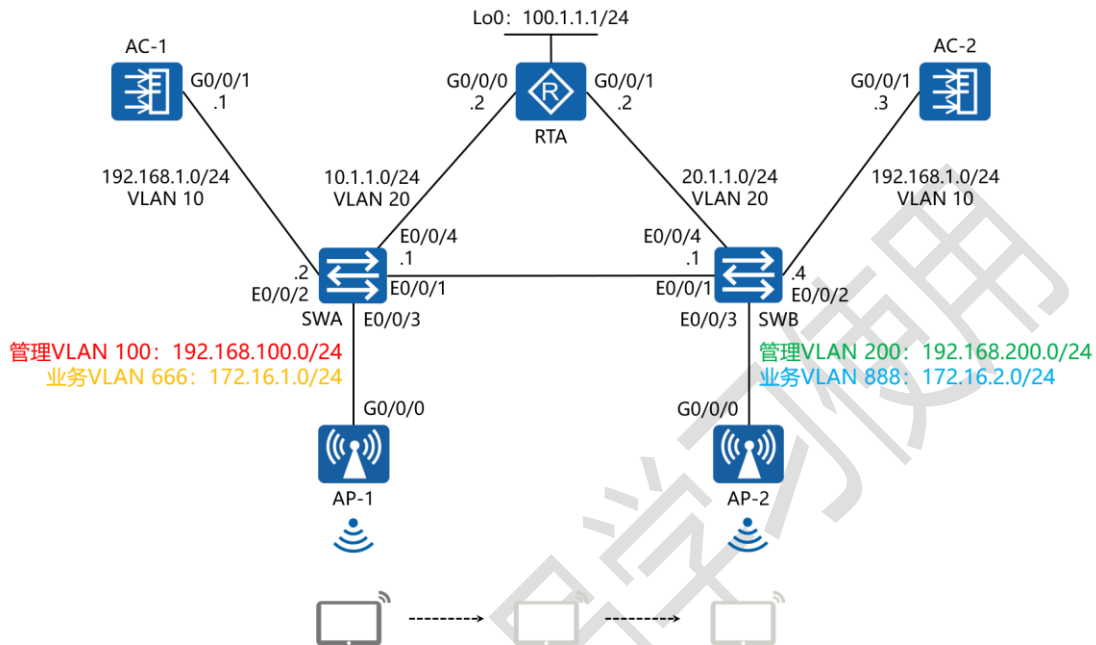 Lo0：100.1.1.1/24
AC-1
AC-2
G0/0/1
.1
G0/0/0
.2
R
G0/0/1
.2
G0/0/1
.3
RTA
192.168.1.0/24
VLAN 10
10.1.1.0/24
VLAN 20
20.1.1.0/24
VLAN 20
192.168.1.0/24
VLAN 10
E0/0/4
.1
E0/0/4
.1
.2
E0/0/2
E0/0/1
E0/0/1
.4
E0/0/2
SWA
E0/0/3
E0/0/3
SWB
管理VLAN 100：192.168.100.0/24
业务VLAN 666：172.16.1.0/24
管理VLAN 200：192.168.200.0/24
业务VLAN 888：172.16.2.0/24
G0/0/0
G0/0/0
AP-1
AP-2
学习使用